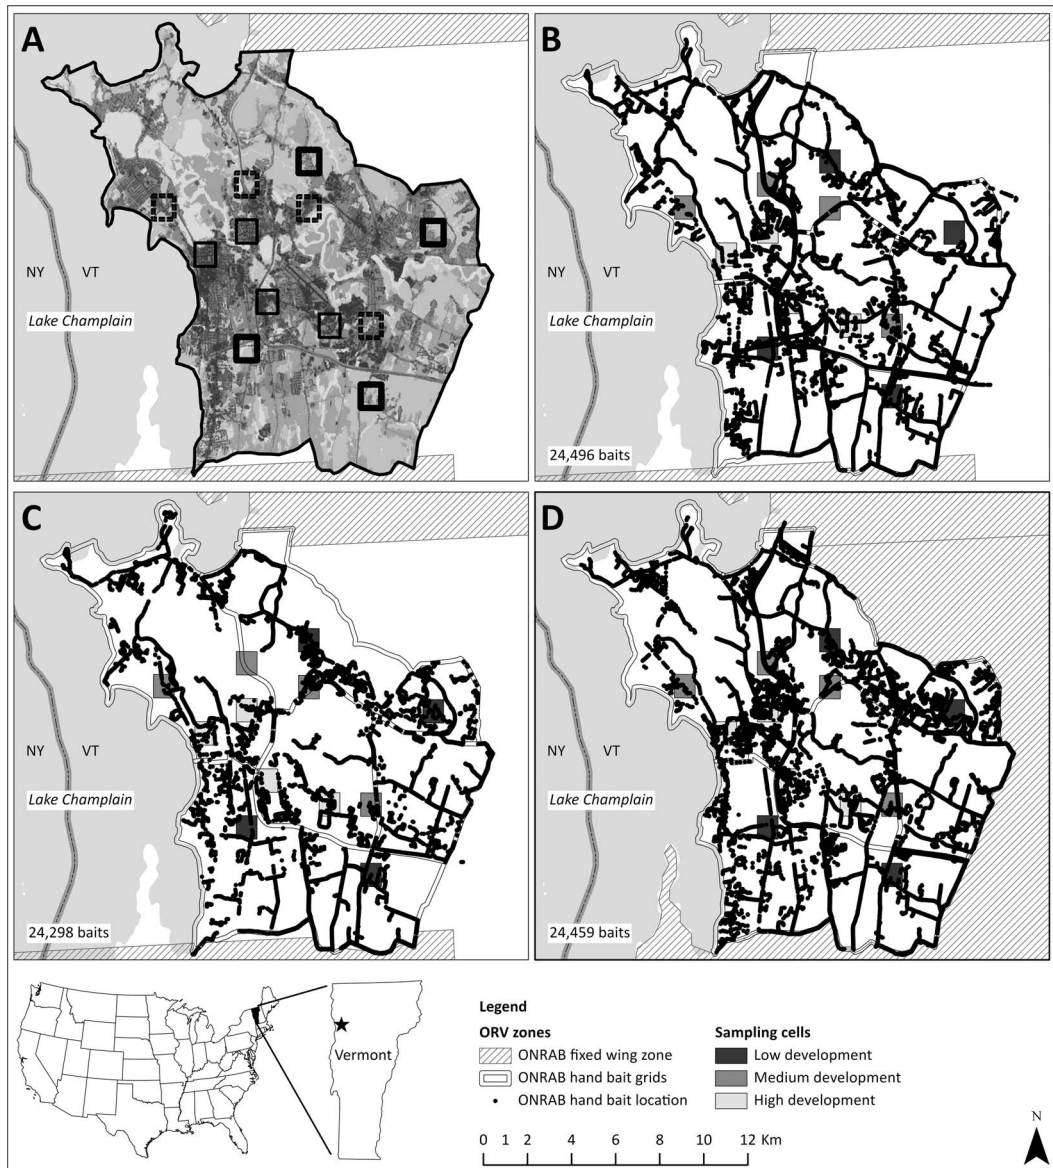 A
NY VT
Lake Champlain
B
NY VT
Lake Champlain
24,496 baits
C
NY VT
Lake Champlain
24,298 baits
D
NY VT
Lake Champlain
24,459 baits
Vermont
Legend
ORV zones
ONRAB fixed wing zone
ONRAB hand bait grids
ONRAB hand bait location
Sampling cells
Low development
Medium development
High development
0 1 2 4 6 8 10 12 Km
N